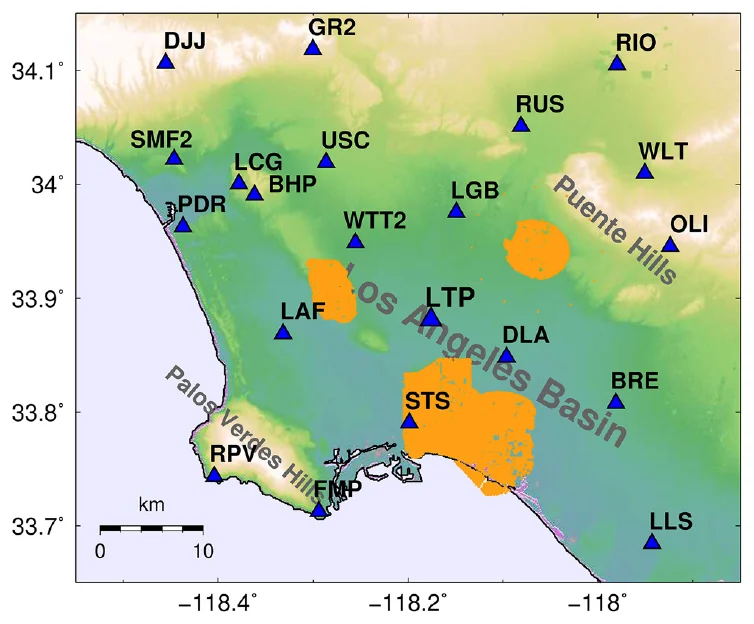 DJJ
GR2
RIO
34.1°
RUS
SMF2
USC
WLT
LCG
BHP
34°
LGB
PDR
Puente Hills
WTT2
OLI
33.9°
Los Angeles Basin
LTP
LAF
DLA
BRE
Palos Verdes Hills
33.8°
STS
RPV
FMP
km
33.7°
LLS
0 10
−118.4° −118.2° −118°